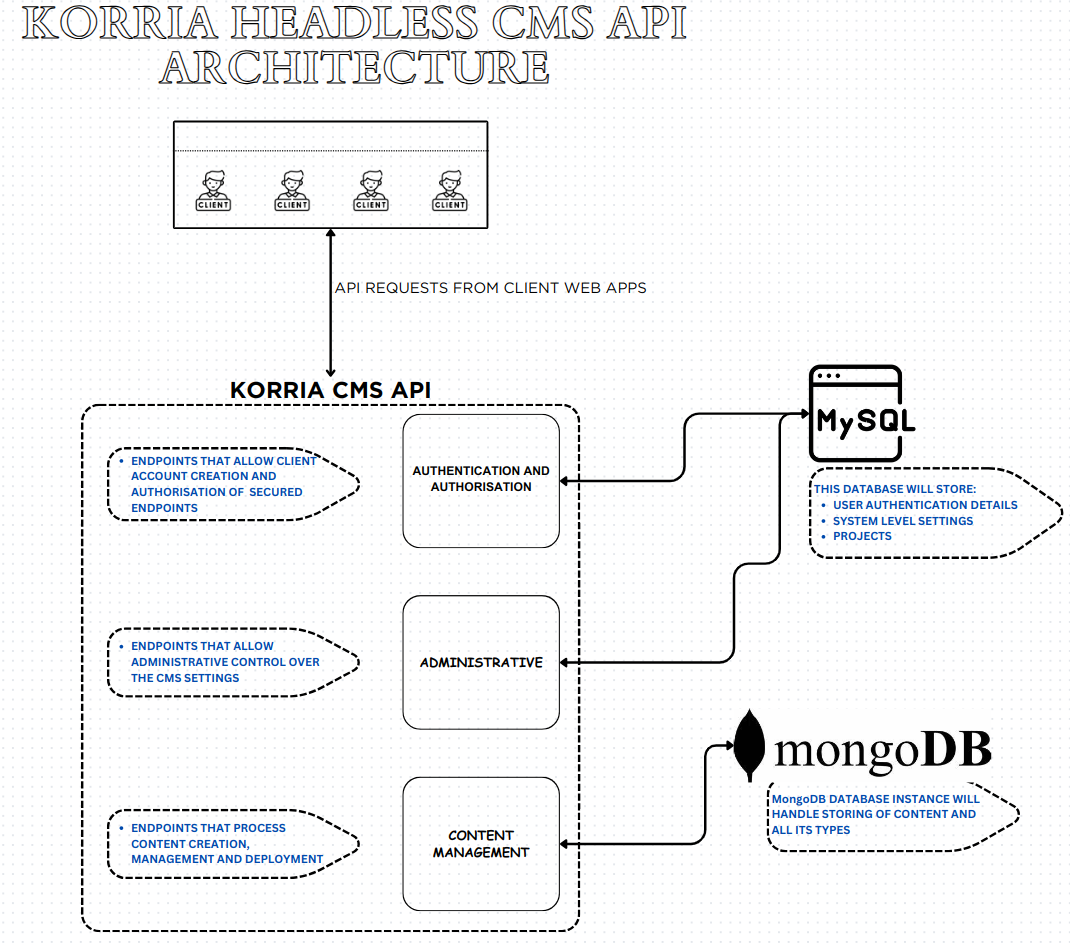 KORRIA HEADLESS CMS API
ARCHITECTURE
CLIENT
CLIENT
CLIENT
CLIENT
API REQUESTS FROM CLIENT WEB APPS
KORRIA CMS API
ENDPOINTS THAT ALLOW CLIENT
ACCOUNT CREATION AND
AUTHORISATION OF SECURED
ENDPOINTS
AUTHENTICATION AND
AUTHORISATION
MySQL
THIS DATABASE WILL STORE:
USER AUTHENTICATION DETAILS
SYSTEM LEVEL SETTINGS
PROJECTS
ENDPOINTS THAT ALLOW
ADMINISTRATIVE CONTROL OVER
THE CMS SETTINGS
ADMINISTRATIVE
mongoDB
MongoDB DATABASE INSTANCE WILL
HANDLE STORING OF CONTENT AND
ALL ITS TYPES
ENDPOINTS THAT PROCESS
CONTENT CREATION,
MANAGEMENT AND DEPLOYMENT
CONTENT
MANAGEMENT